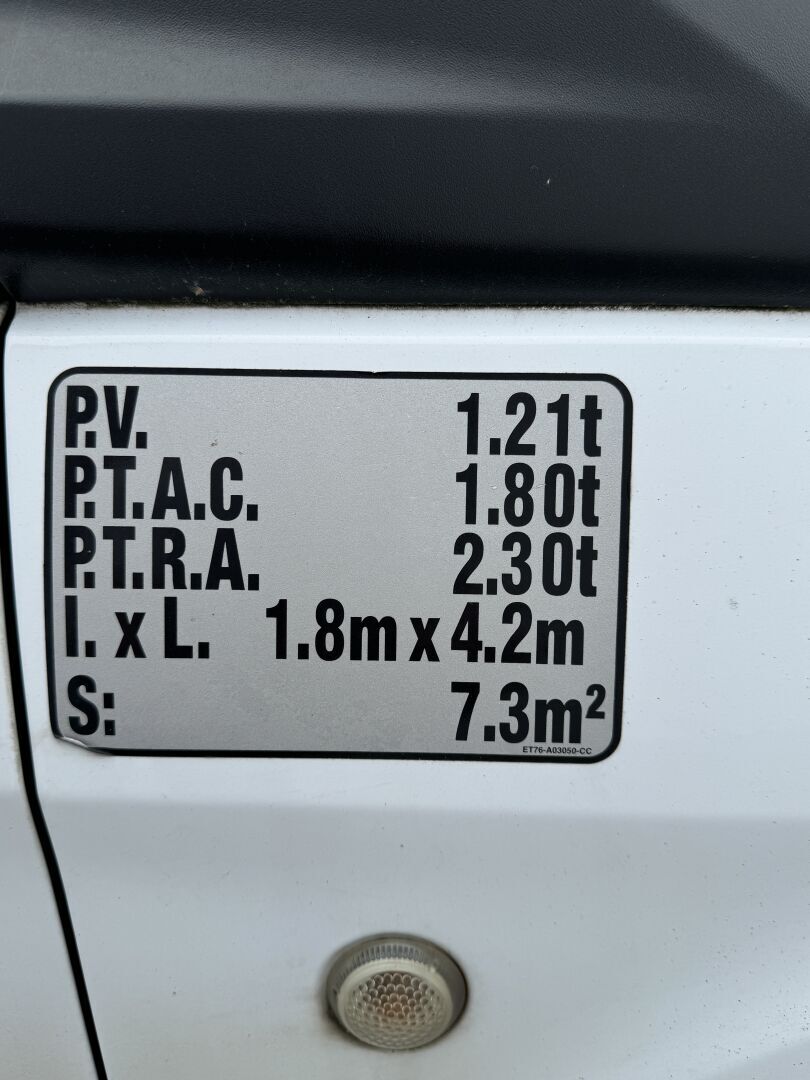 P.V. 1.21t
P.T.A.C. 1.80t
P.T.R.A. 2.30t
l. x L. 1.8m x 4.2m
S: 7.3m²
ET76-A03050-CC